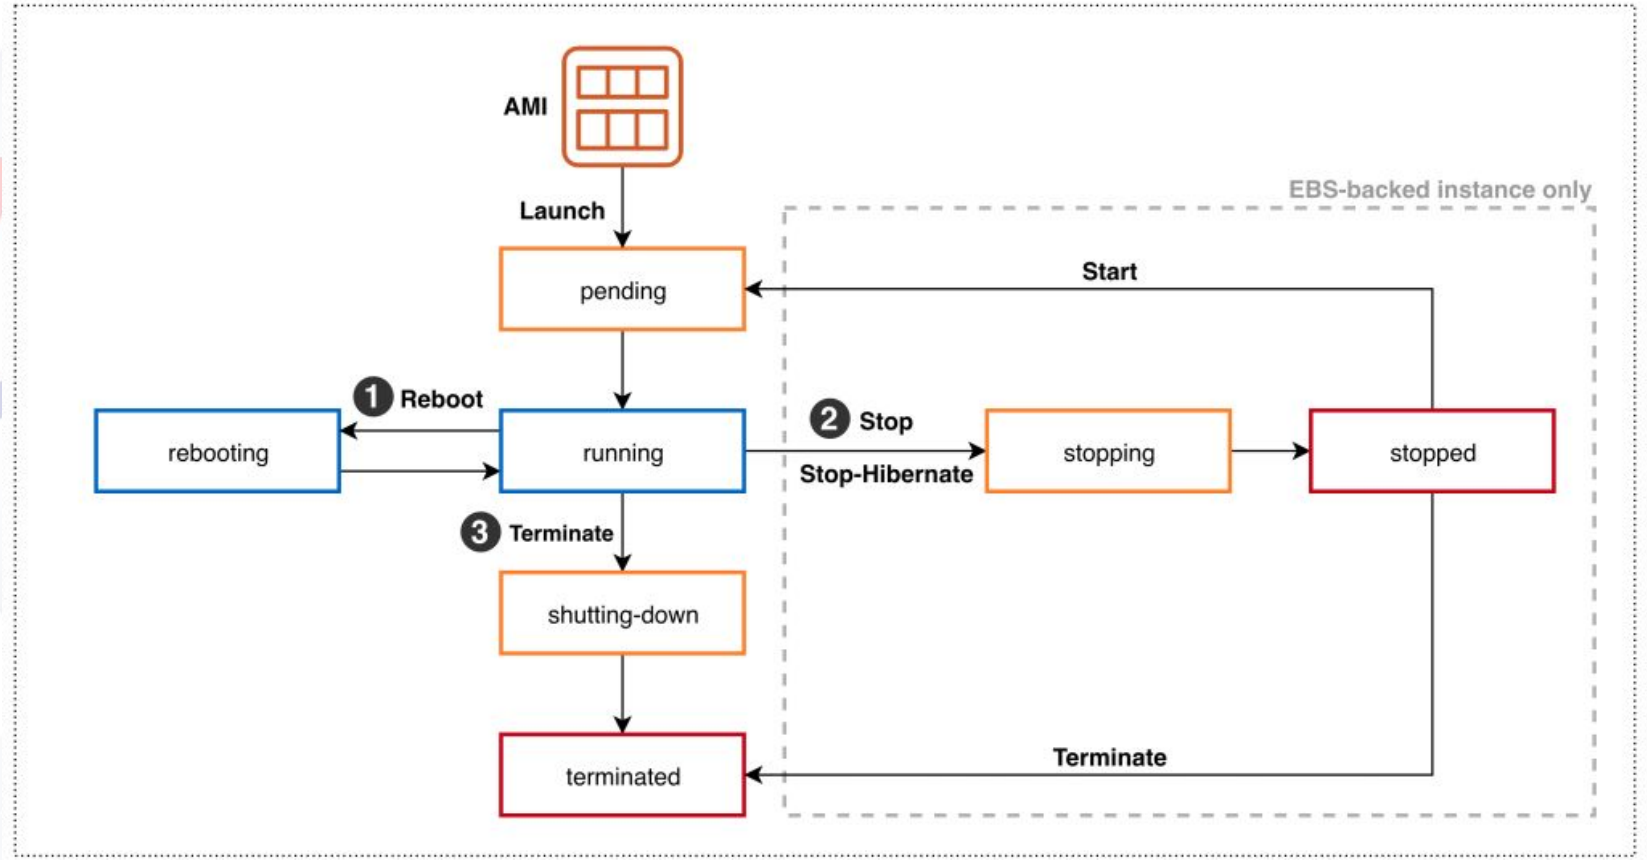 AMI
Launch
EBS-backed instance only
pending
Start
1 Reboot
rebooting
running
2 Stop
Stop-Hibernate
stopping
stopped
3 Terminate
shutting-down
terminated
Terminate